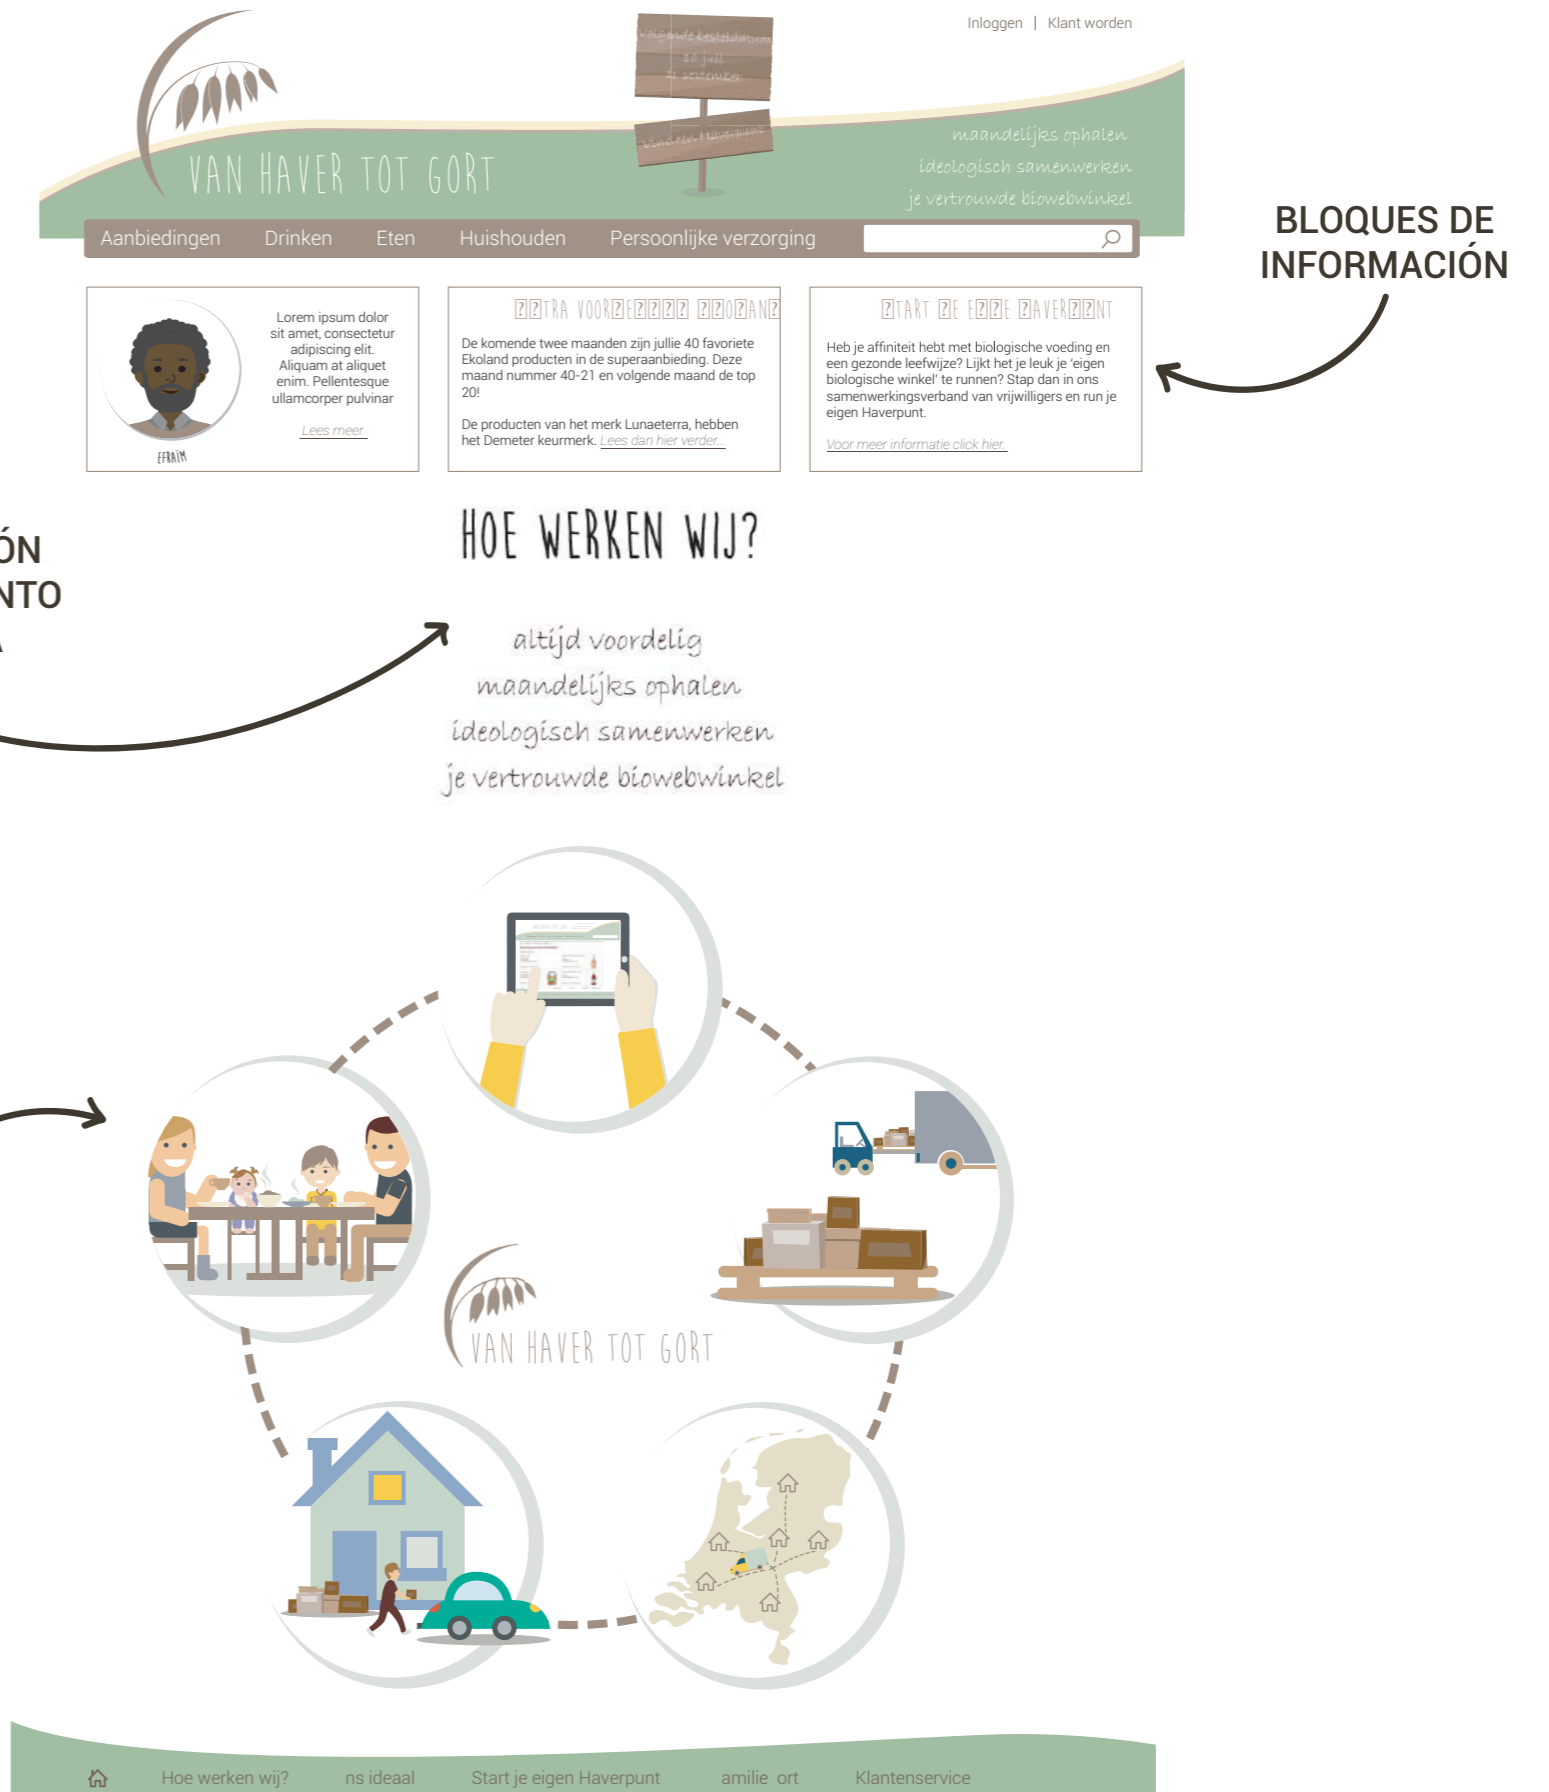 Inloggen | Klant worden
Volgende besteldatum
20 juli
21 september
maandelijks ophalen
ideologisch samenwerken
je vertrouwde biowebwinkel
VAN HAVER TOT GORT
Aanbiedingen Drinken Eten Huishouden Persoonlijke verzorging
BLOQUES DE
INFORMACIÓN
Lorem ipsum dolor
sit amet, consectetur
adipiscing elit.
Aliquam at aliquet
enim. Pellentesque
ullamcorper pulvinar
Lees meer
EFRAÏM
De komende twee maanden zijn jullie 40 favoriete
Ekoland producten in de superaanbieding. Deze
maand nummer 40-21 en volgende maand de top
20!
De producten van het merk Lunaeterra, hebben
het Demeter keurmerk. Lees dan hier verder...
Heb je affiniteit hebt met biologische voeding en
een gezonde leefwijze? Lijkt het je leuk je 'eigen
biologische winkel' te runnen? Stap dan in ons
samenwerkingsverband van vrijwilligers en run je
eigen Haverpunt.
Voor meer informatie click hier.
HOE WERKEN WIJ?
ÓN
NTO
A
altijd voordelig
maandelijks ophalen
ideologisch samenwerken
je vertrouwde biowebwinkel
VAN HAVER TOT GORT
Hoe werken wij? ns ideaal Start je eigen Haverpunt amilie ort Klantenservice